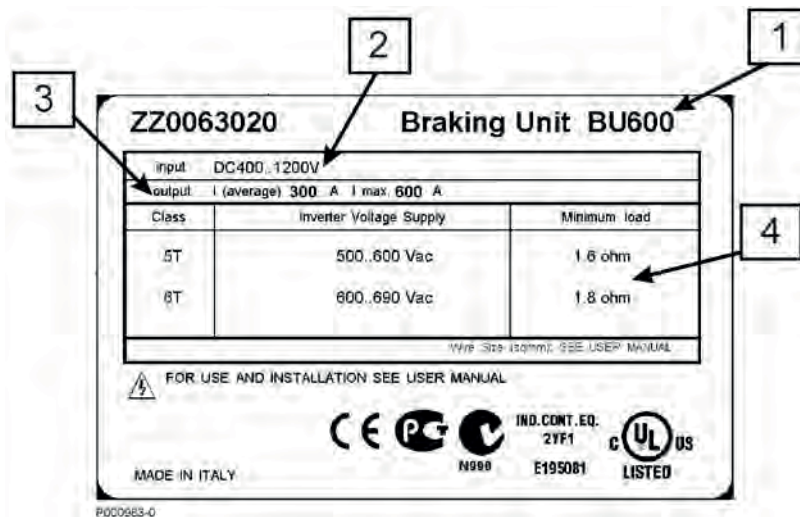 2
1
3
ZZ0063020 Braking Unit BU600
input DC400..1200V
output I (average) 300 A I max 600 A
Class Inverter Voltage Supply Minimum load
5T 500..600 Vac 1.6 ohm
4
6T 600..690 Vac 1.8 ohm
Wire Size (sqmm): SEE USER MANUAL
FOR USE AND INSTALLATION SEE USER MANUAL
CE PCT N998 IND.CONT.EQ. 2YF1 E195081 C UL US LISTED
MADE IN ITALY
P000963-0